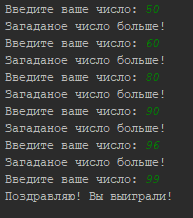 Введите ваше число: 50
Загаданое число больше!
Введите ваше число: 60
Загаданое число больше!
Введите ваше число: 80
Загаданое число больше!
Введите ваше число: 90
Загаданое число больше!
Введите ваше число: 96
Загаданое число больше!
Введите ваше число: 99
Поздравляю! Вы выиграли!